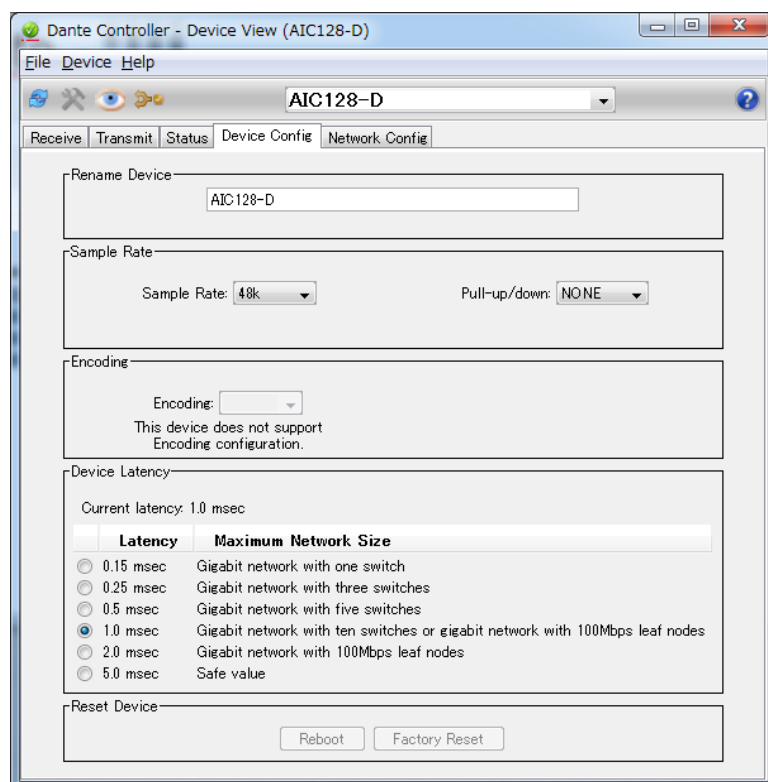 Dante Controller - Device View (AIC128-D)
File Device Help
AIC128-D
Receive Transmit Status Device Config Network Config
Rename Device
AIC128-D
Sample Rate
Sample Rate: 48k Pull-up/down: NONE
Encoding
Encoding:
This device does not support
Encoding configuration.
Device Latency
Current latency: 1.0 msec
Latency Maximum Network Size
0.15 msec Gigabit network with one switch
0.25 msec Gigabit network with three switches
0.5 msec Gigabit network with five switches
1.0 msec Gigabit network with ten switches or gigabit network with 100Mbps leaf nodes
2.0 msec Gigabit network with 100Mbps leaf nodes
5.0 msec Safe value
Reset Device
Reboot Factory Reset